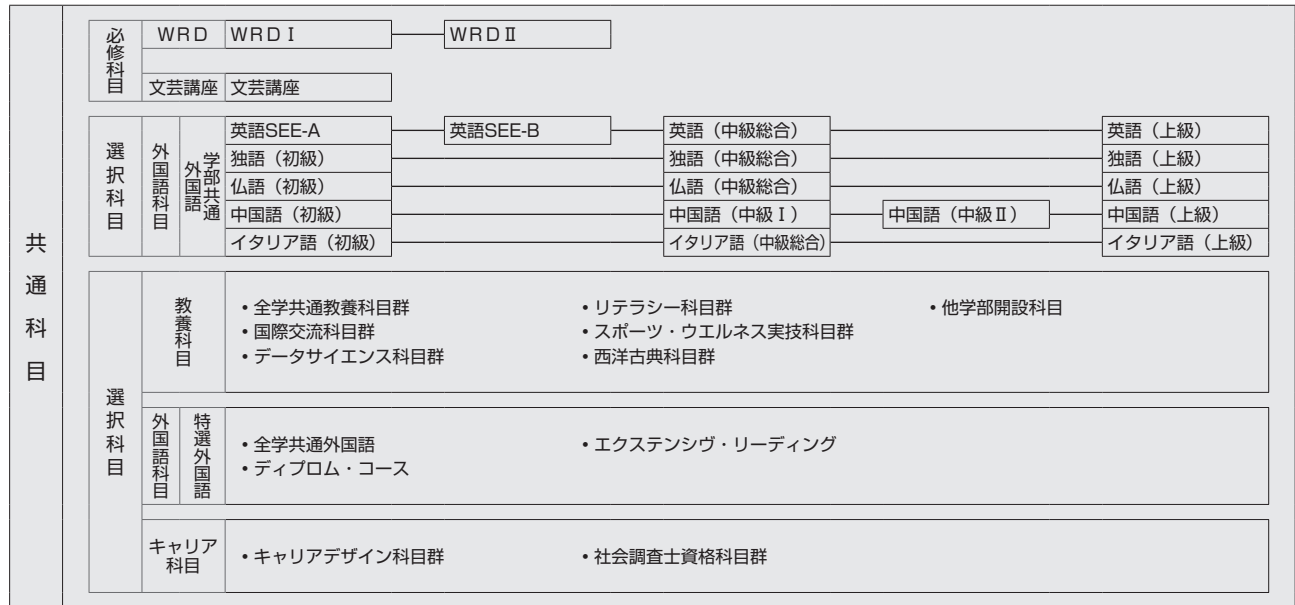 共通科目
必修科目
WRD
WRDⅠ
WRDⅡ
文芸講座
文芸講座
選択科目
外国語科目
学部共通
外国語
英語SEE-A
英語SEE-B
英語（中級総合）
英語（上級）
独語（初級）
独語（中級総合）
独語（上級）
仏語（初級）
仏語（中級総合）
仏語（上級）
中国語（初級）
中国語（中級Ⅰ）
中国語（中級Ⅱ）
中国語（上級）
イタリア語（初級）
イタリア語（中級総合）
イタリア語（上級）
選択科目
教養科目
・全学共通教養科目群
・リテラシー科目群
・他学部開設科目
・国際交流科目群
・スポーツ・ウエルネス実技科目群
・データサイエンス科目群
・西洋古典科目群
外国語科目
特選外国語
・全学共通外国語
・エクステンシヴ・リーディング
・ディプロム・コース
キャリア
科目
・キャリアデザイン科目群
・社会調査士資格科目群